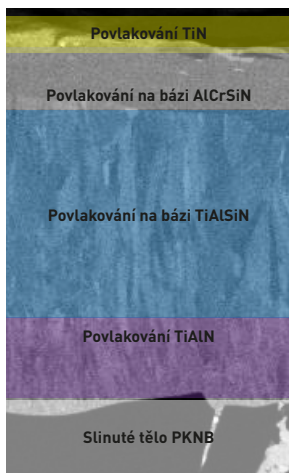 Povlakování TiN
Povlakování na bázi AlCrSiN
Povlakování na bázi TiAlSiN
Povlakování TiAlN
Slinuté tělo PKNB